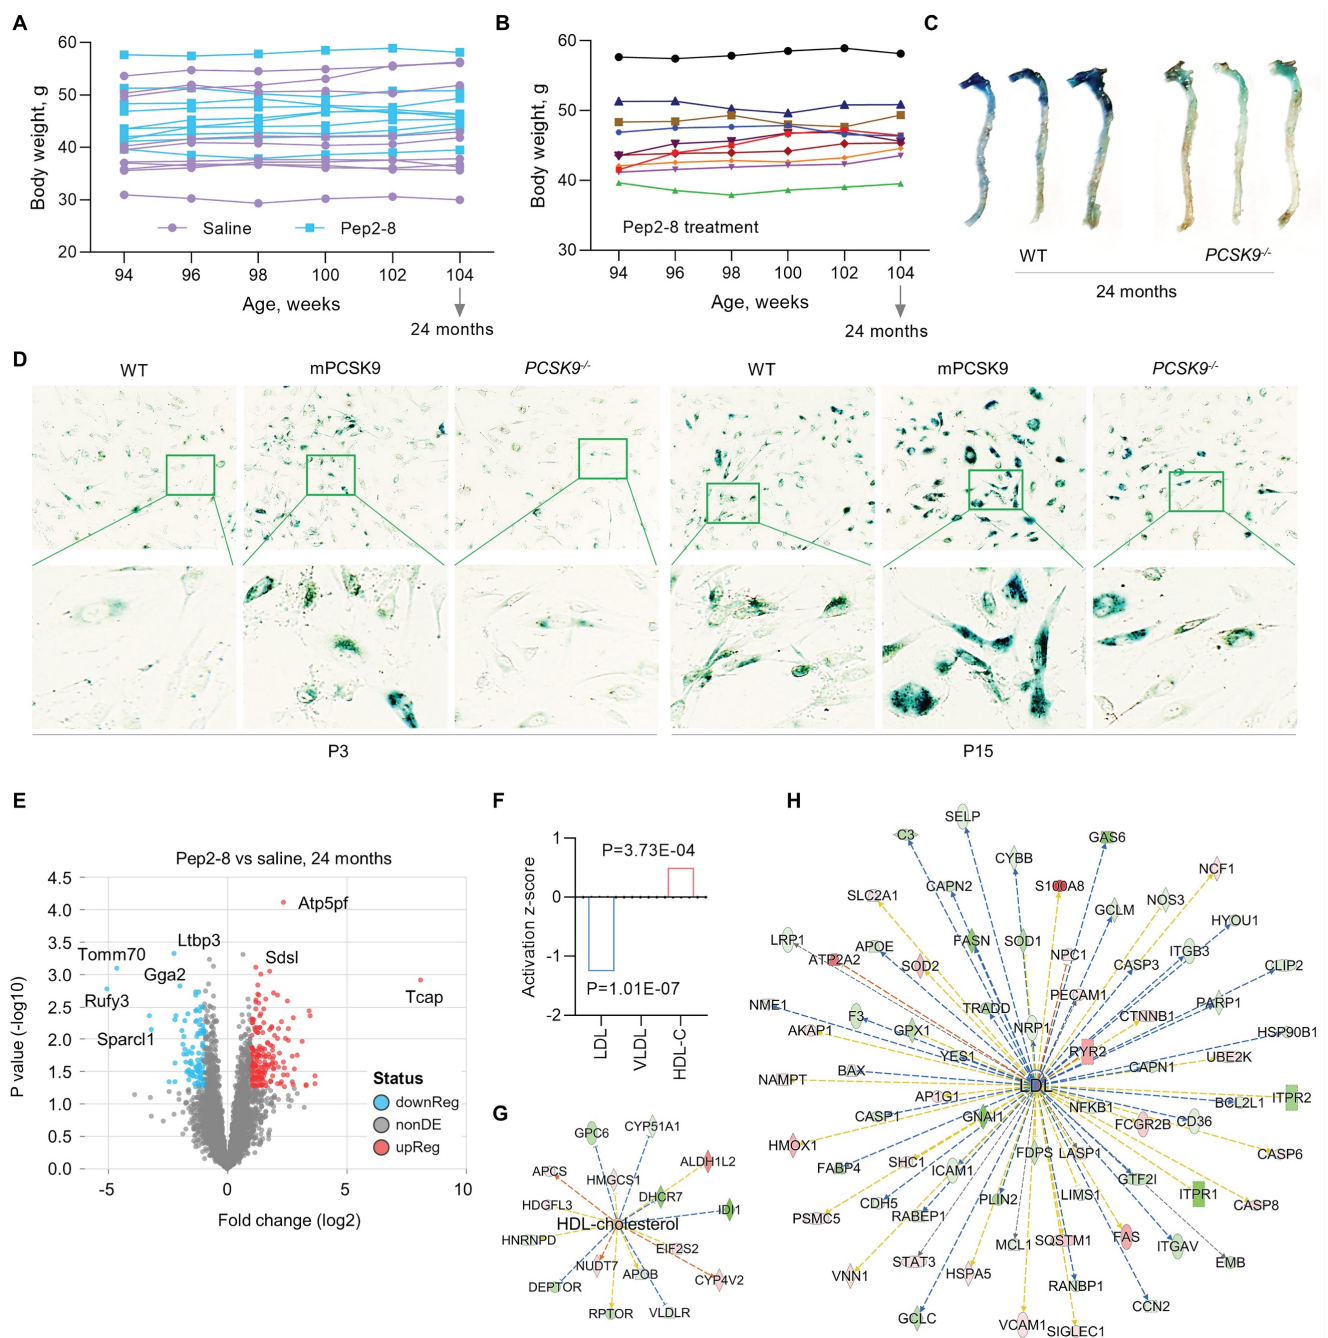 A
Body weight, g
60
50
40
30
20
Saline
Pep2-8
94
96
98
100
102
104
Age, weeks
24 months
B
Body weight, g
60
50
40
30
Pep2-8 treatment
94
96
98
100
102
104
Age, weeks
24 months
C
WT
PCSK9-/-
24 months
D
WT
mPCSK9
PCSK9-/-
WT
mPCSK9
PCSK9-/-
P3
P15
E
Pep2-8 vs saline, 24 months
P value (-log10)
4.5
4.0
3.5
3.0
2.5
2.0
1.5
1.0
0.5
0.0
Atp5pf
Ltbp3
Tomm70
Sdsl
Gga2
Rufy3
Tcap
Sparcl1
Status
downReg
nonDE
upReg
-5
0
5
10
Fold change (log2)
F
Activation z-score
1
0
-1
-2
P=3.73E-04
P=1.01E-07
LDL
VLDL
HDL-C
G
GPC6
CYP51A1
ALDH1L2
APCS
HMGCS1
DHCR7
HDGFL3
IDI1
HDL-cholesterol
HNRNPD
EIF2S2
NUDT7
APOB
CYP4V2
DEPTOR
RPTOR
VLDLR
H
SELP
C3
GAS6
CYBB
NCF1
CAPN2
S100A8
SLC2A1
NOS3
GCLM
HYOU1
LRP1
APOE
FASN
SOD1
ITGB3
ATP2A2
SOD2
NPC1
CASP3
CLIP2
NME1
TRADD
PECAM1
PARP1
F3
CTNNB1
AKAP1
GPX1
NRP1
HSP90B1
YES1
RYR2
UBE2K
BAX
CAPN1
NAMPT
LDL
AP1G1
BCL2L1
ITPR2
CASP1
GNAI1
NFKB1
FCGR2B
CD36
HMOX1
FDPS
LASP1
CASP6
FABP4
SHC1
ICAM1
GTF2I
CDH5
PLIN2
LIMS1
ITPR1
CASP8
PSMC5
RABEP1
MCL1
SQSTM1
FAS
ITGAV
STAT3
EMB
VNN1
HSPA5
RANBP1
GCLC
CCN2
VCAM1
SIGLEC1